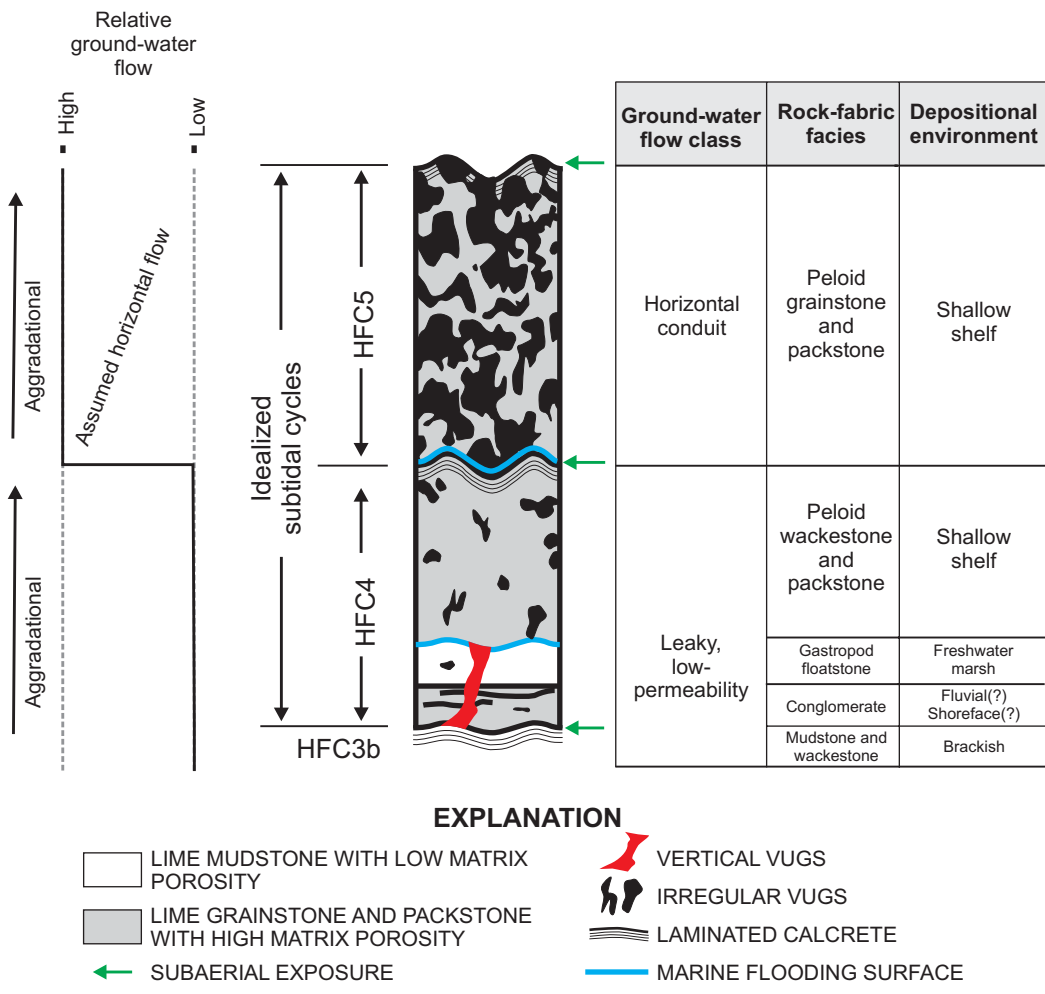 Relative
ground-water
flow
High
Low
Aggradational
Assumed horizontal flow
Aggradational
Idealized
subtidal cycles
HFC5
HFC4
HFC3b
Ground-water
flow class
Rock-fabric
facies
Depositional
environment
Horizontal
conduit
Peloid
grainstone
and
packstone
Shallow
shelf
Leaky,
low-
permeability
Peloid
wackestone
and
packstone
Shallow
shelf
Gastropod
floatstone
Freshwater
marsh
Conglomerate
Fluvial(?)
Shoreface(?)
Mudstone and
wackestone
Brackish
EXPLANATION
LIME MUDSTONE WITH LOW MATRIX
POROSITY
LIME GRAINSTONE AND PACKSTONE
WITH HIGH MATRIX POROSITY
SUBAERIAL EXPOSURE
VERTICAL VUGS
IRREGULAR VUGS
LAMINATED CALCRETE
MARINE FLOODING SURFACE